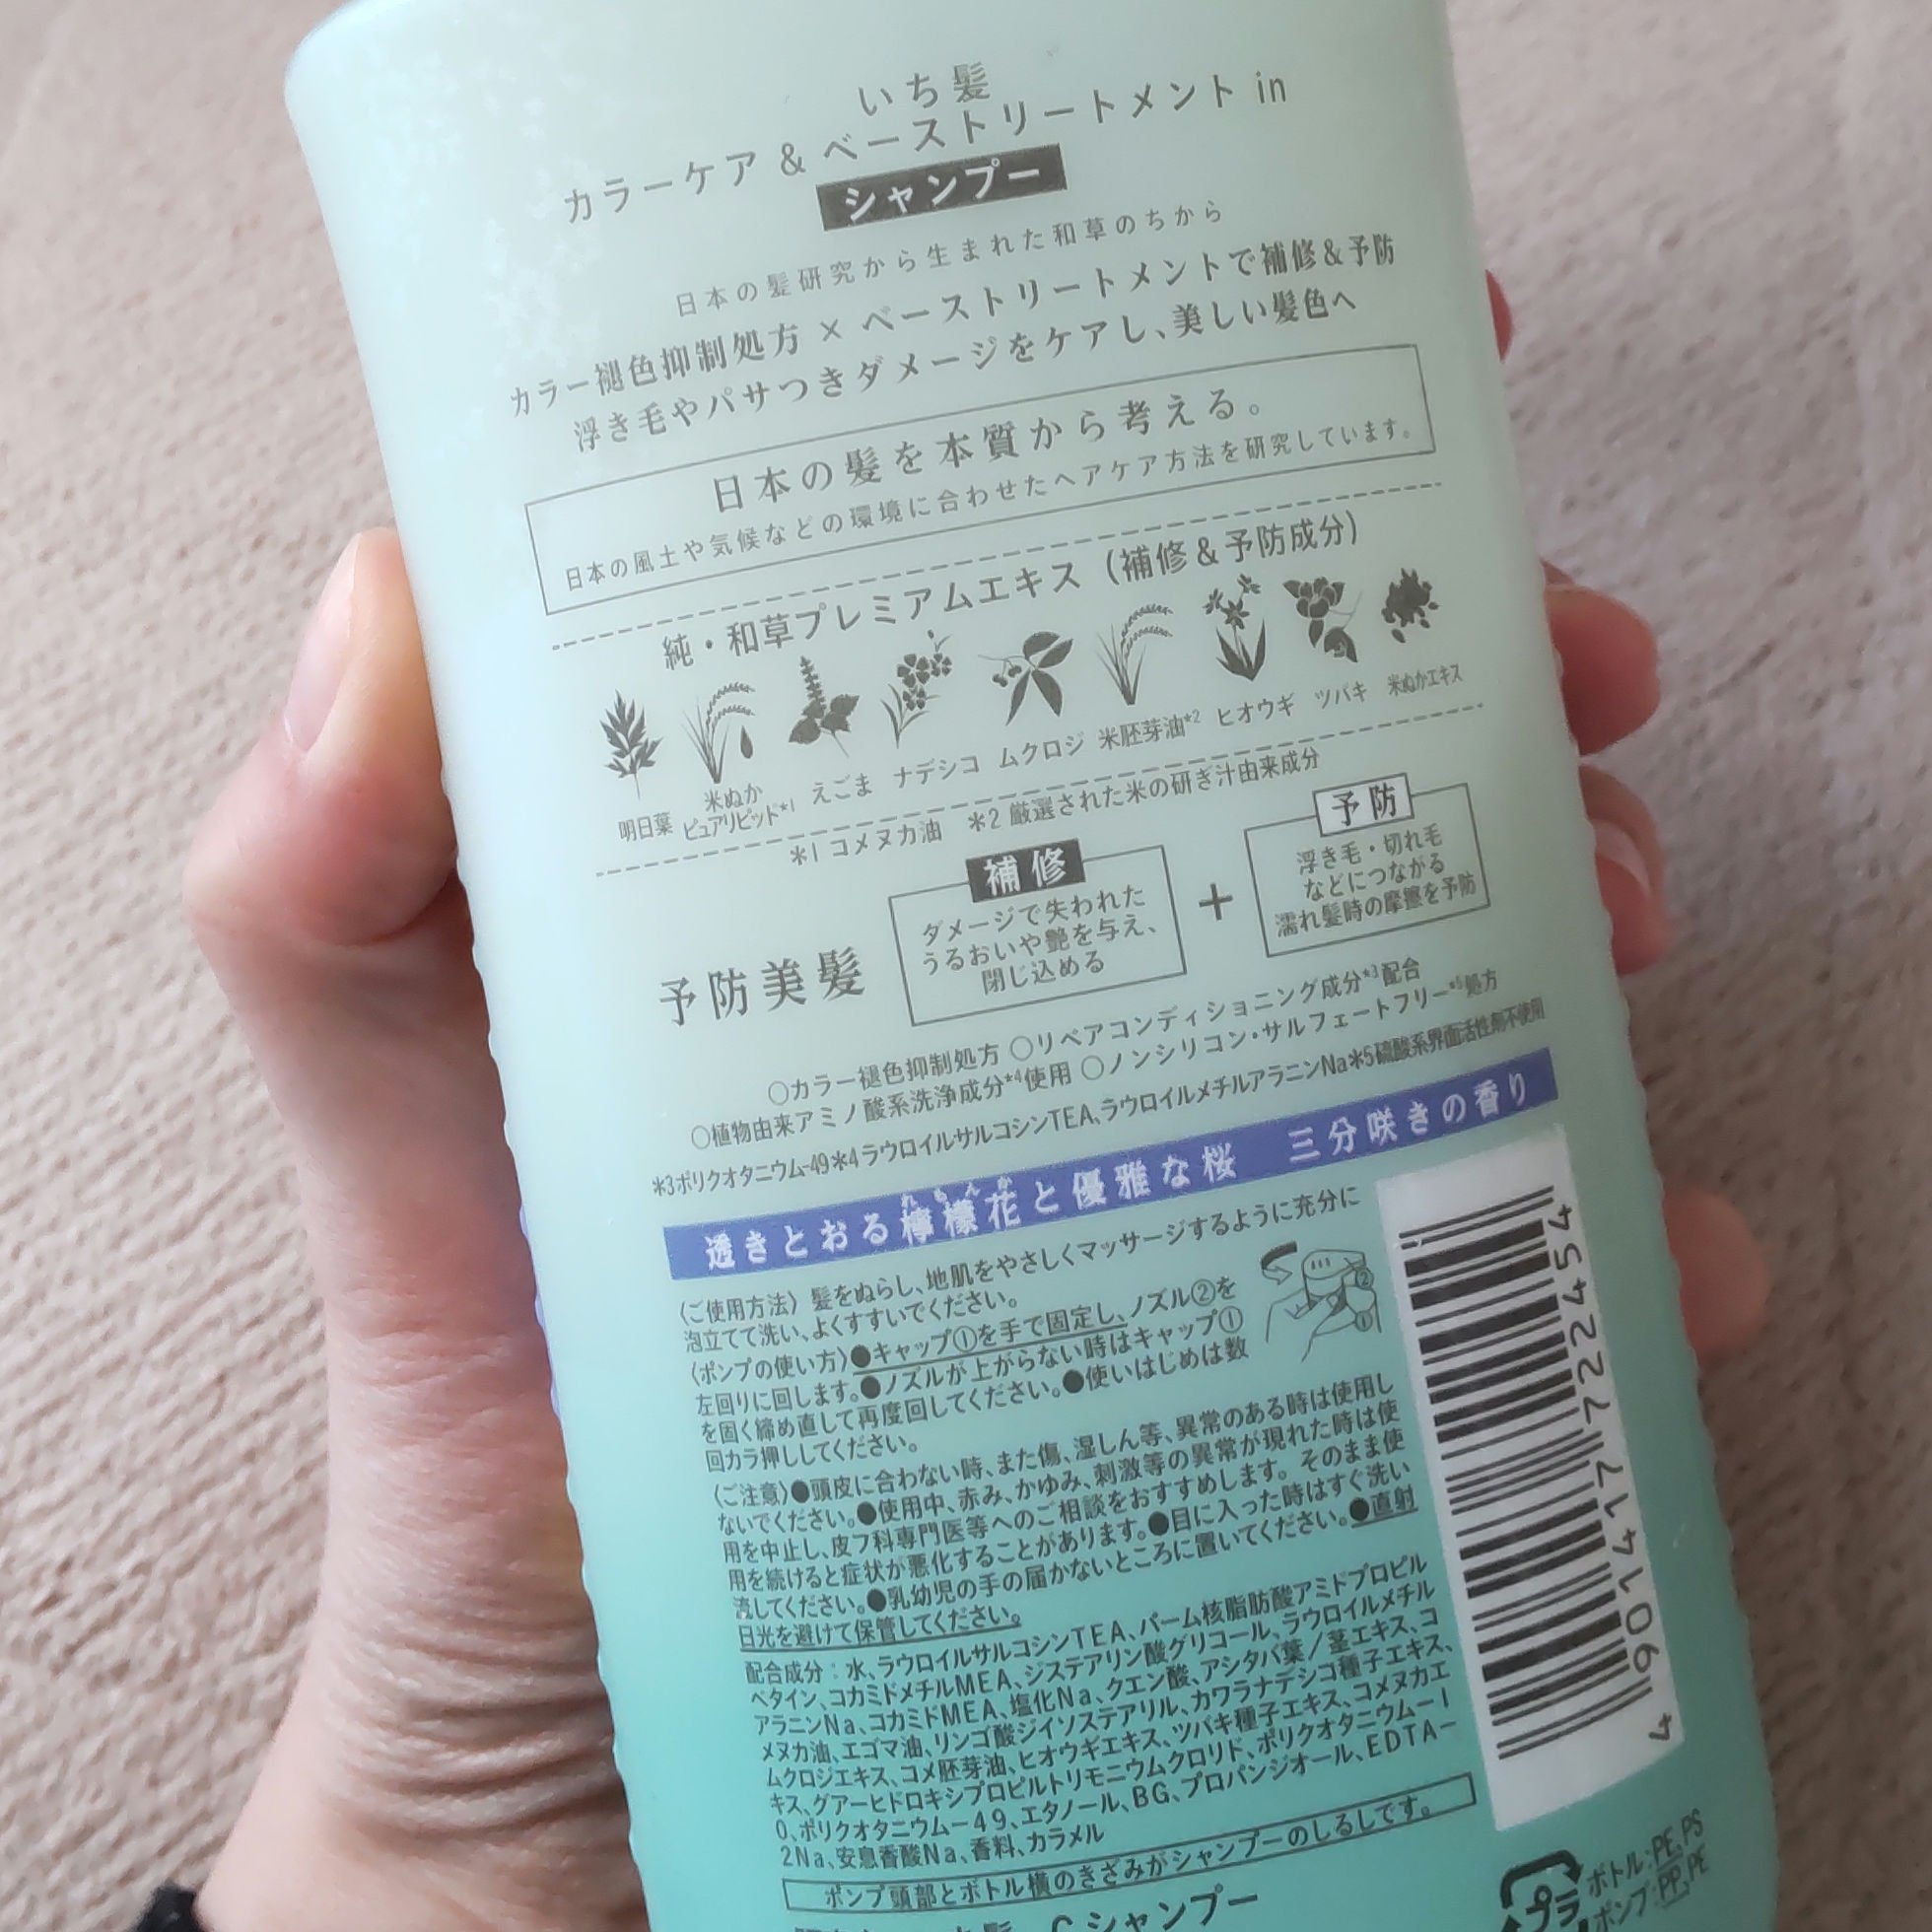 いち髪
カラーケア & ベーストリートメント in
シャンプー
日本の髪研究から生まれた和草のちから
カラー褪色抑制処方 × ベーストリートメントで補修&予防
浮き毛やパサつきダメージをケアし、美しい髪色へ
日本の髪を本質から考える。
日本の風土や気候などの環境に合わせたヘアケア方法を研究しています。
純・和草プレミアムエキス (補修&予防成分)
明日葉 米ぬかピュアリピッド*1 えごま ナデシコ ムクロジ 米胚芽油*2 ヒオウギ ツバキ 米ぬかエキス
*1 コメヌカ油 *2 厳選された米の研ぎ汁由来成分
予防美髪
補修
ダメージで失われた
うるおいや艶を与え、
閉じ込める
+
予防
浮き毛・切れ毛
などにつながる
濡れ髪時の摩擦を予防
○カラー褪色抑制処方 ○リペアコンディショニング成分*3配合
○植物由来アミノ酸系洗浄成分*4使用 ○ノンシリコン・サルフェートフリー*5処方
*3ポリクオタニウム-49*4ラウロイルサルコシンTEA、ラウロイルメチルアラニンNa*5硫酸系界面活性剤不使用
透きとおる檸檬花と優雅な桜 三分咲きの香り
れもんか
〈ご使用方法〉髪をぬらし、地肌をやさしくマッサージするように充分に
泡立てて洗い、よくすすいでください。
〈ポンプの使い方〉●キャップ①を手で固定し、ノズル②を
左回りに回します。●ノズルが上がらない時はキャップ①
を固く締め直して再度回してください。●使いはじめは数
回カラ押ししてください。
②
①
〈ご注意〉●頭皮に合わない時、また傷、湿しん等、異常のある時は使用し
ないでください。●使用中、赤み、かゆみ、刺激等の異常が現れた時は使
用を中止し、皮フ科専門医等へのご相談をおすすめします。そのまま使
用を続けると症状が悪化することがあります。●目に入った時はすぐ洗い
流してください。●乳幼児の手の届かないところに置いてください。●直射
日光を避けて保管してください。
配合成分：水、ラウロイルサルコシンTEA、パーム核脂肪酸アミドプロピル
ベタイン、コカミドメチルMEA、ジステアリン酸グリコール、ラウロイルメチル
アラニンNa、コカミドMEA、塩化Na、クエン酸、アシタバ葉/茎エキス、コ
メヌカ油、エゴマ油、リンゴ酸ジイソステアリル、カワラナデシコ種子エキス、
ムクロジエキス、コメ胚芽油、ヒオウギエキス、ツバキ種子エキス、コメヌカエ
キス、グアーヒドロキシプロピルトリモニウムクロリド、ポリクオタニウム-1
0、ポリクオタニウム-49、エタノール、BG、プロパンジオール、EDTA-
2Na、安息香酸Na、香料、カラメル
ポンプ頭部とボトル横のきざみがシャンプーのしるしです。
Cシャンプー
4 901417 722454
プラ
ボトル:PE,PS
ポンプ:PP,PE